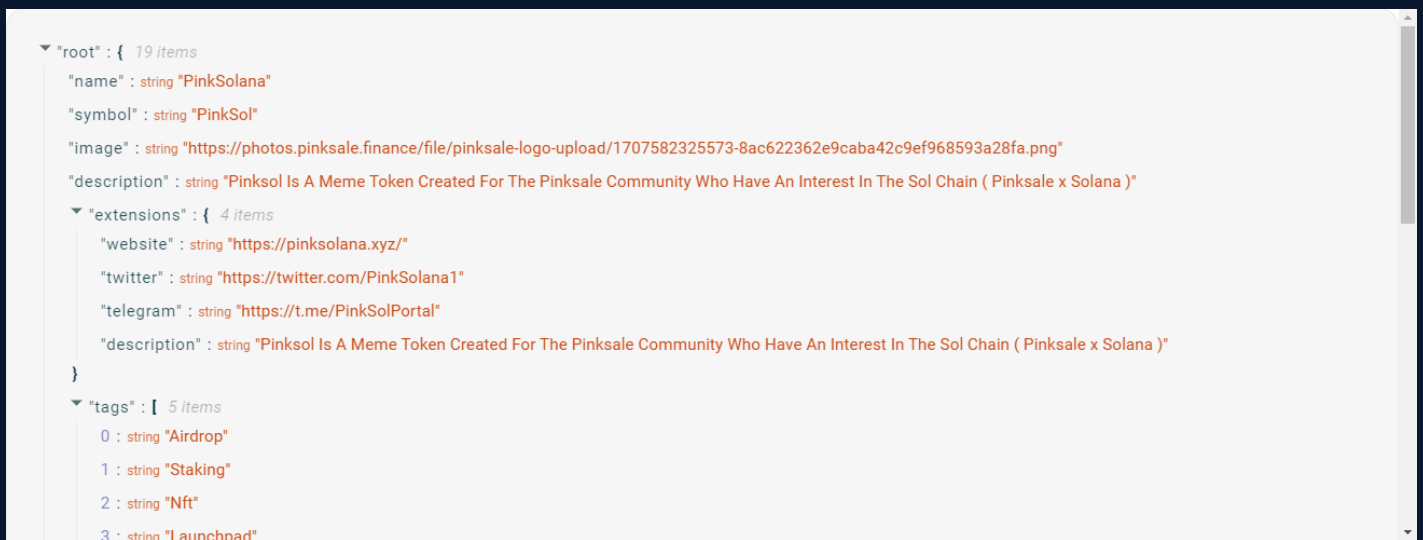 "root" : { 19 items
"name" : string "PinkSolana"
"symbol" : string "PinkSol"
"image" : string "https://photos.pinksale.finance/file/pinksale-logo-upload/1707582325573-8ac622362e9caba42c9ef968593a28fa.png"
"description" : string "Pinksol Is A Meme Token Created For The Pinksale Community Who Have An Interest In The Sol Chain ( Pinksale x Solana )"
"extensions" : { 4 items
"website" : string "https://pinksolana.xyz/"
"twitter" : string "https://twitter.com/PinkSolana1"
"telegram" : string "https://t.me/PinkSolPortal"
"description" : string "Pinksol Is A Meme Token Created For The Pinksale Community Who Have An Interest In The Sol Chain ( Pinksale x Solana )"
}
"tags" : [ 5 items
0 : string "Airdrop"
1 : string "Staking"
2 : string "Nft"
3 : string "Launchpad"